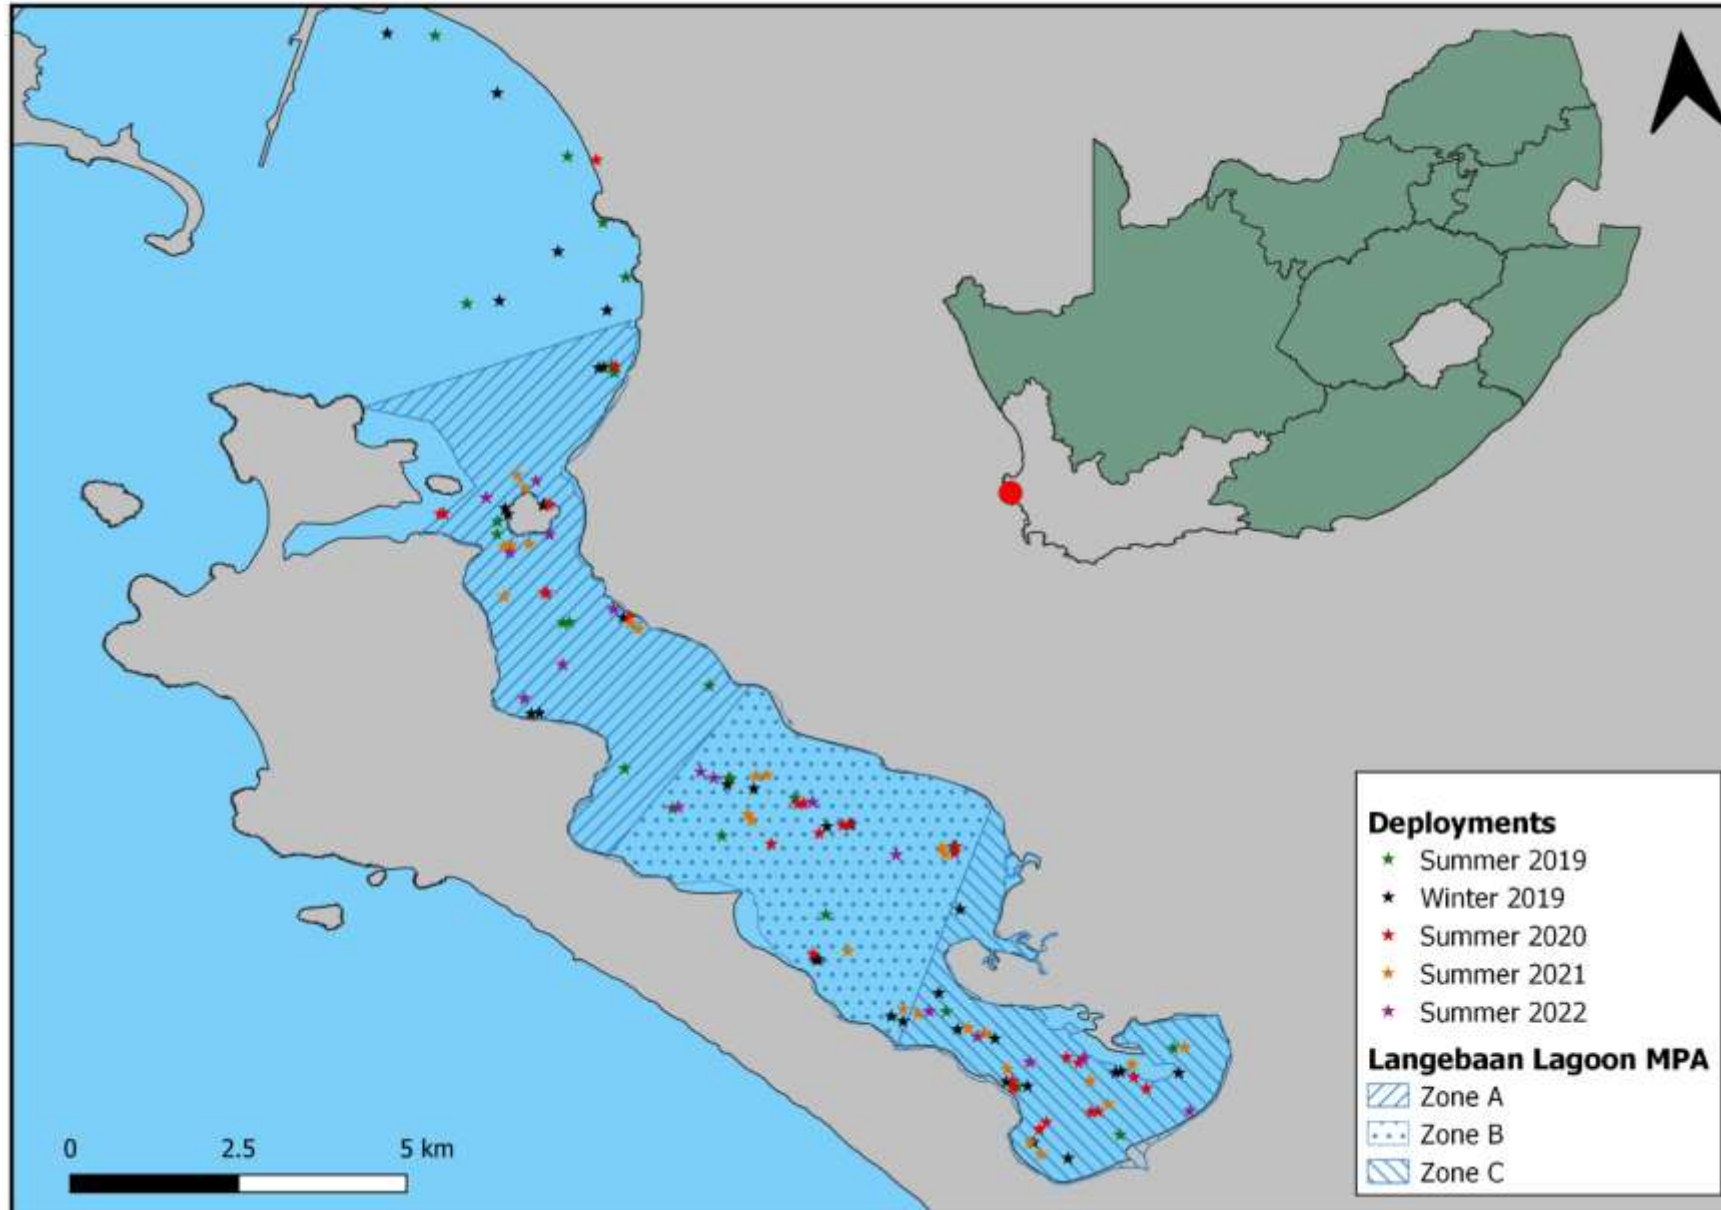 Deployments
Summer 2019
Winter 2019
Summer 2020
Summer 2021
Summer 2022
Langebaan Lagoon MPA
Zone A
Zone B
Zone C
0 2.5 5 km